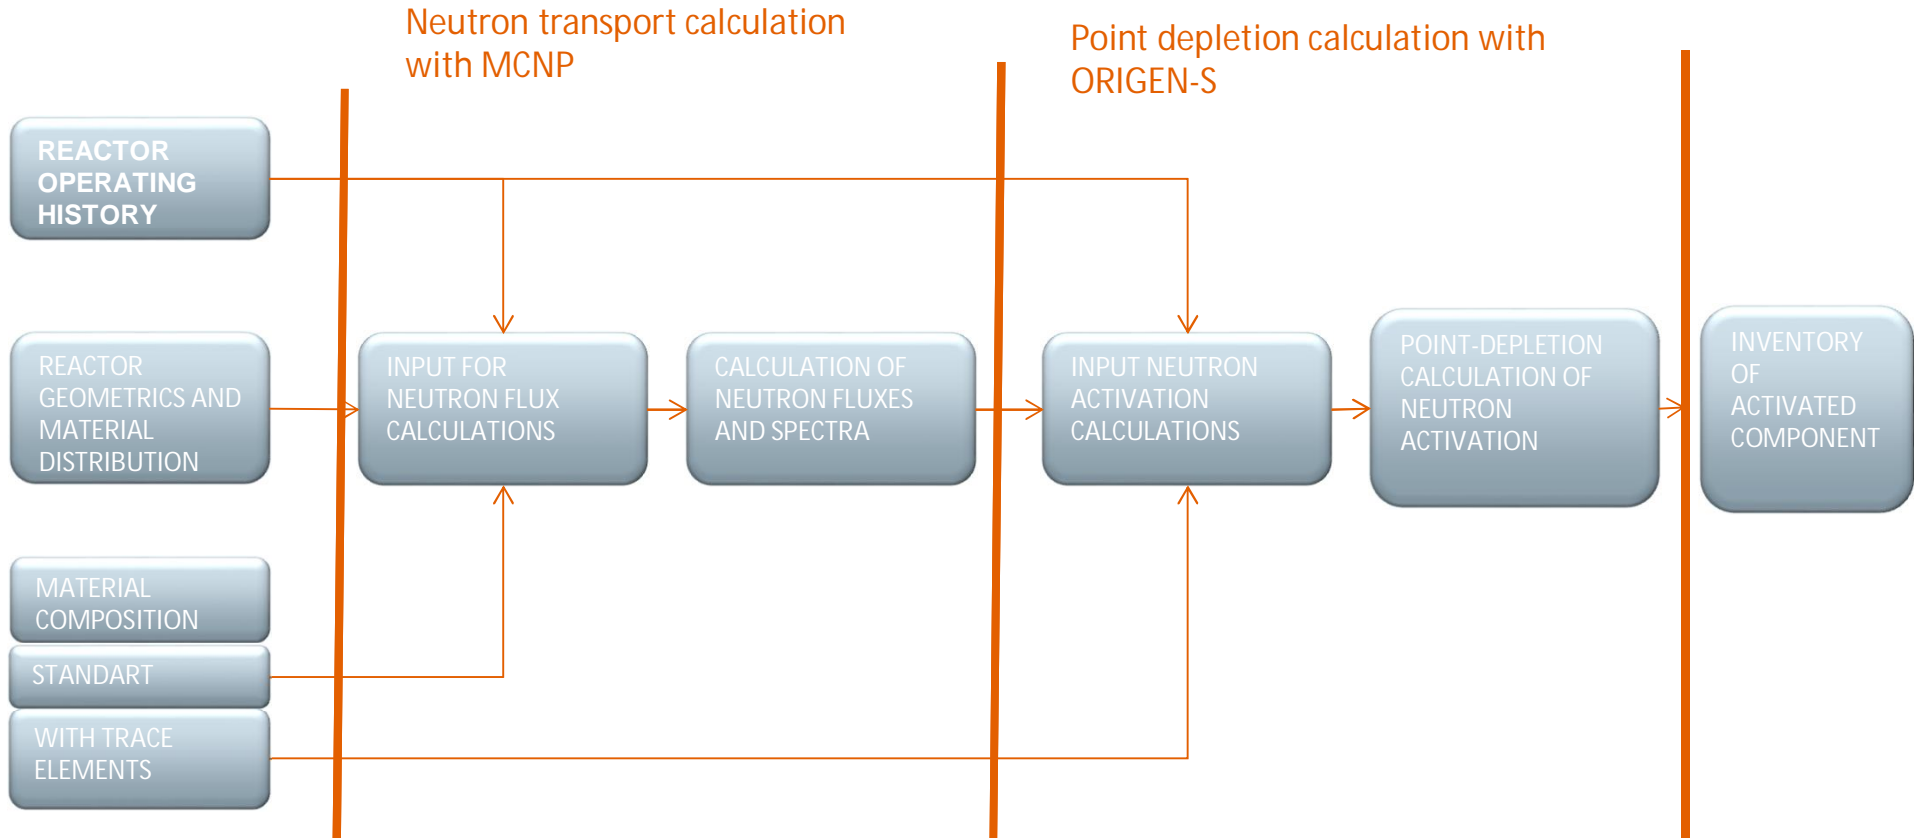 Neutron transport calculation
with MCNP
Point depletion calculation with
ORIGEN-S
REACTOR
OPERATING
HISTORY
REACTOR
GEOMETRICS AND
MATERIAL
DISTRIBUTION
INPUT FOR
NEUTRON FLUX
CALCULATIONS
CALCULATION OF
NEUTRON FLUXES
AND SPECTRA
INPUT NEUTRON
ACTIVATION
CALCULATIONS
POINT-DEPLETION
CALCULATION OF
NEUTRON
ACTIVATION
INVENTORY
OF
ACTIVATED
COMPONENT
MATERIAL
COMPOSITION
STANDART
WITH TRACE
ELEMENTS